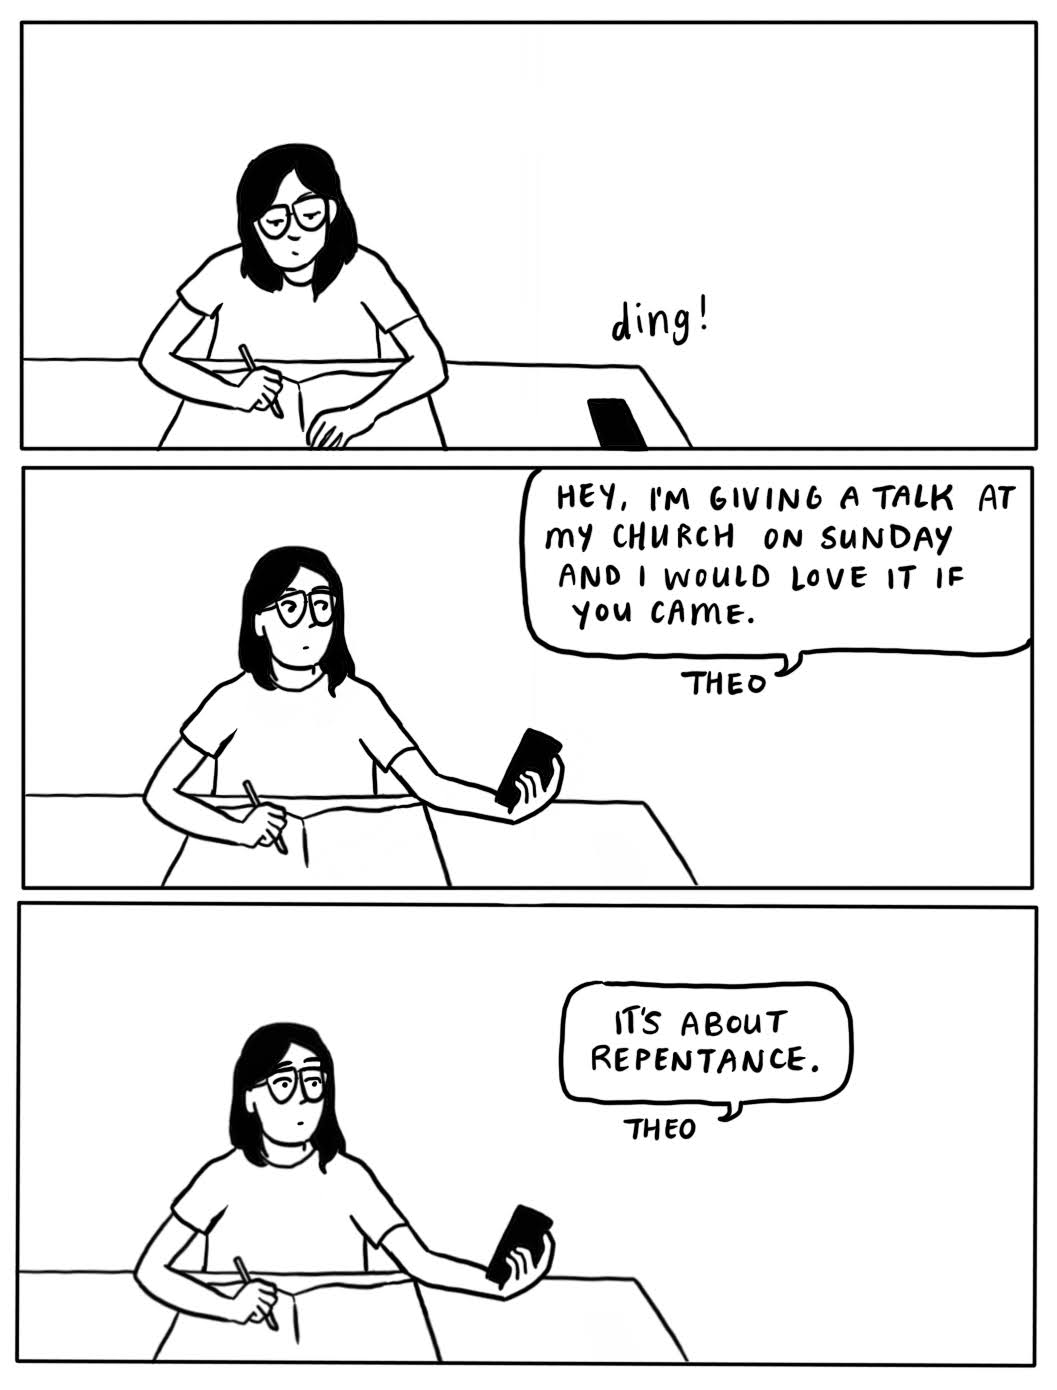 ding!
HEY, I'M GIVING A TALK AT
MY CHURCH ON SUNDAY
AND I WOULD LOVE IT IF
YOU CAME.
THEO
IT'S ABOUT
REPENTANCE.
THEO